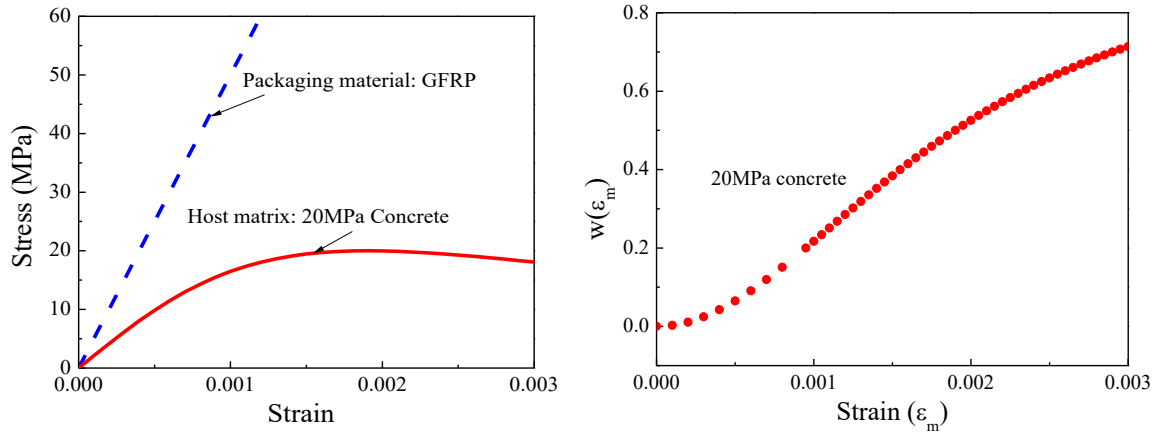 60
50
40
30
20
10
0
Stress (MPa)
Packaging material: GFRP
Host matrix: 20MPa Concrete
0.000
0.001
0.002
0.003
Strain
0.8
0.6
0.4
0.2
0.0
w(ε_m)
20MPa concrete
0.000
0.001
0.002
0.003
Strain (ε_m)